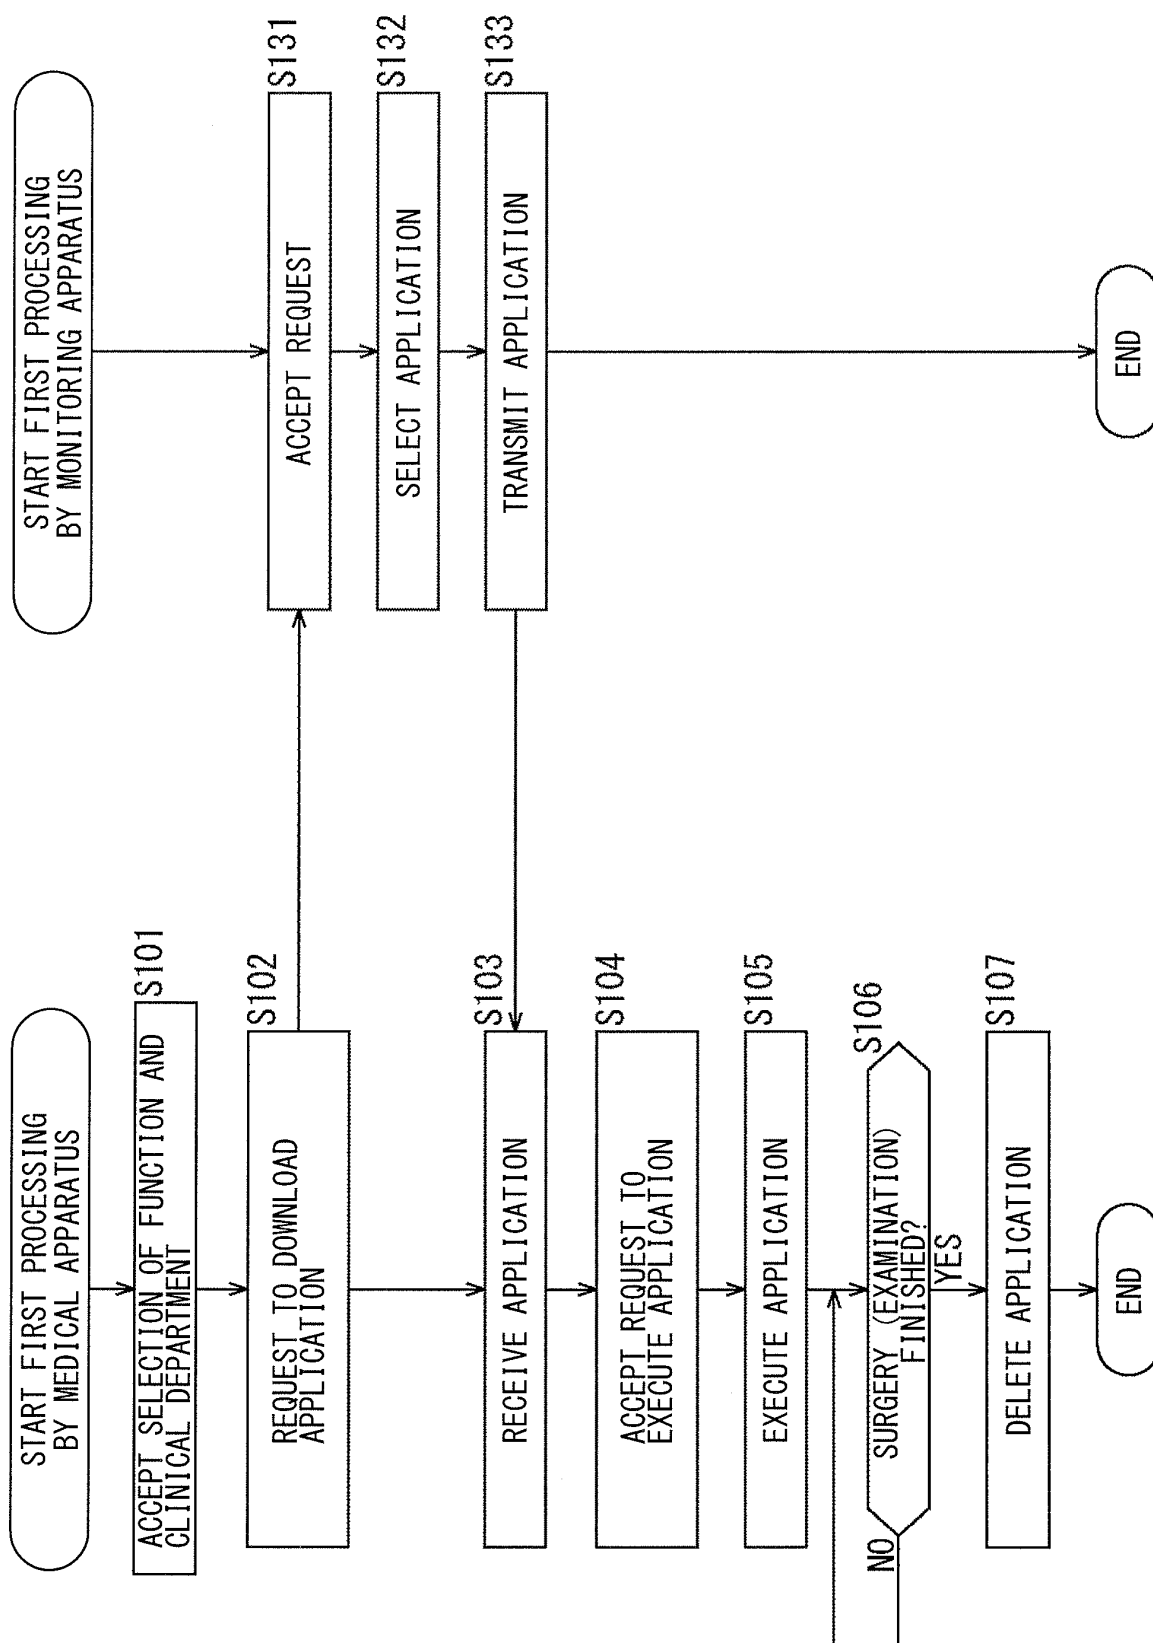 START FIRST PROCESSING
BY MEDICAL APPARATUS
S101
ACCEPT SELECTION OF FUNCTION AND
CLINICAL DEPARTMENT
S102
REQUEST TO DOWNLOAD
APPLICATION
S103
RECEIVE APPLICATION
S104
ACCEPT REQUEST TO
EXECUTE APPLICATION
S105
EXECUTE APPLICATION
S106
SURGERY (EXAMINATION)
FINISHED?
NO
YES
S107
DELETE APPLICATION
END
START FIRST PROCESSING
BY MONITORING APPARATUS
S131
ACCEPT REQUEST
S132
SELECT APPLICATION
S133
TRANSMIT APPLICATION
END